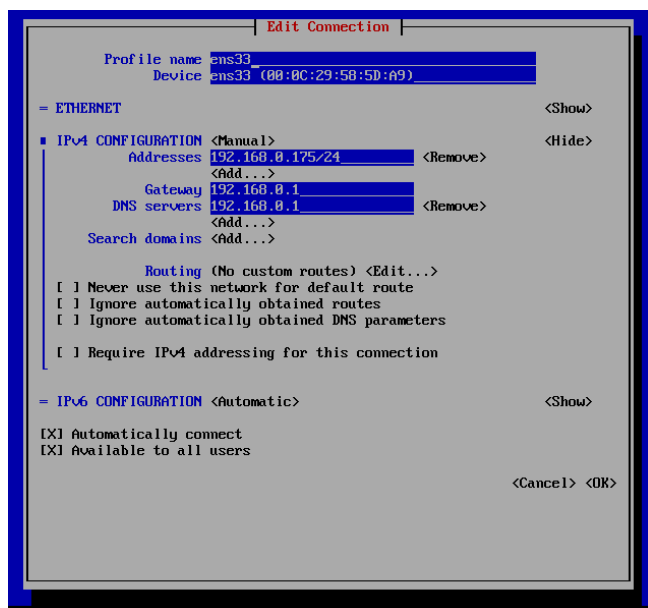 Edit Connection
Profile name ens33
Device ens33 (00:0C:29:58:5D:A9)
= ETHERNET <Show>
IPv4 CONFIGURATION <Manual> <Hide>
Addresses 192.168.0.175/24 <Remove>
<Add...>
Gateway 192.168.0.1
DNS servers 192.168.0.1 <Remove>
<Add...>
Search domains <Add...>
Routing (No custom routes) <Edit...>
[ ] Never use this network for default route
[ ] Ignore automatically obtained routes
[ ] Ignore automatically obtained DNS parameters
[ ] Require IPv4 addressing for this connection
= IPv6 CONFIGURATION <Automatic> <Show>
[X] Automatically connect
[X] Available to all users
<Cancel> <OK>